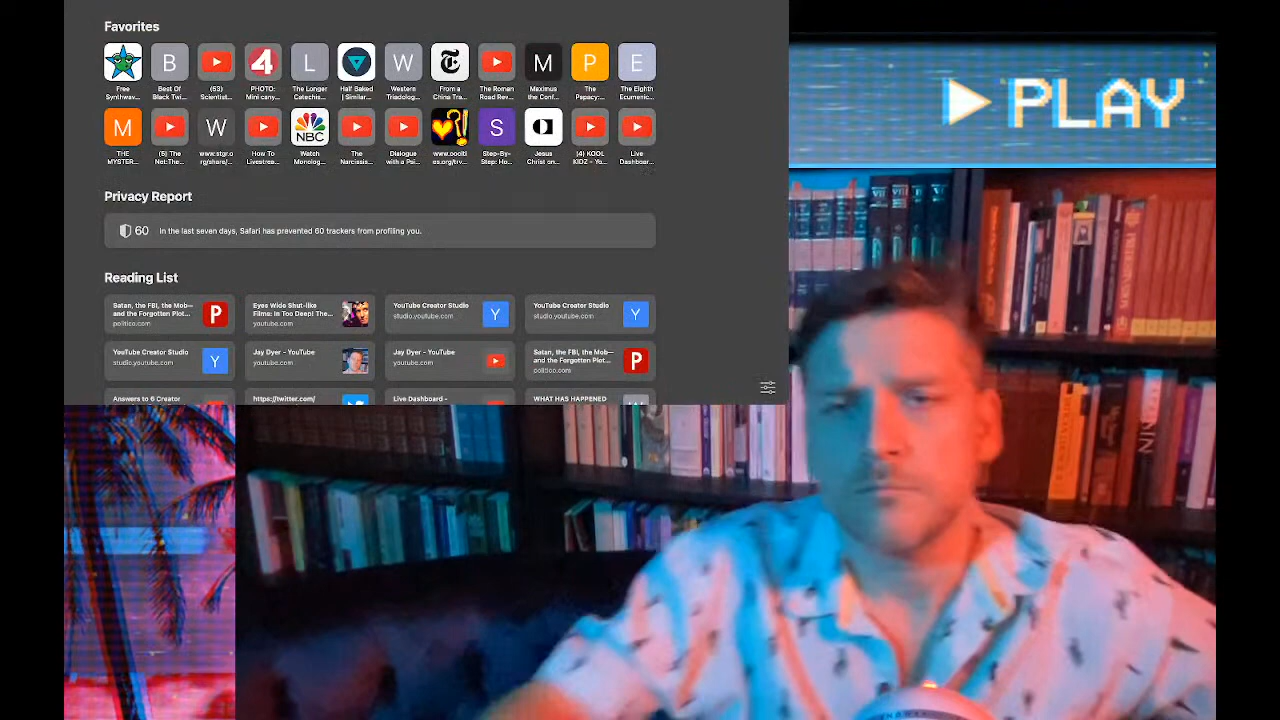 Favorites
B
4
L
W
M
P
E
Free
Synthwav...
Best Of
Black Twi...
(53)
Scientist...
PHOTO:
Mini cany...
The Longer
Catechis...
Half Baked
| Similar...
Western
Triadolog...
From a
China Tra...
The Roman
Road Rev...
Maximus
the Conf...
The
Papacy:...
The Eighth
Ecumenic...
M
W
NBC
S
THE
MYSTER...
(5) The
Net:The...
www.stgr.o
rg/share/...
How To
Livestrea...
Watch
Monolog...
The
Narcissis...
Dialogue
with a Psi...
Step-By-
Step: Ho...
Jesus
Christ on...
(4) KOOL
KIDZ - Yo...
Live
Dashboar...
PLAY
Privacy Report
60
In the last seven days, Safari has prevented 60 trackers from profiling you.
Reading List
Satan, the FBI, the Mob—
and the Forgotten Plot...
politico.com
P
Eyes Wide Shut-like
Films: In Too Deep! The...
youtube.com
YouTube Creator Studio
studio.youtube.com
Y
YouTube Creator Studio
studio.youtube.com
Y
YouTube Creator Studio
studio.youtube.com
Y
Jay Dyer - YouTube
youtube.com
Jay Dyer - YouTube
youtube.com
Satan, the FBI, the Mob—
and the Forgotten Plot...
politico.com
P
Answers to 6 Creator
https://twitter.com/
Live Dashboard -
WHAT HAS HAPPENED